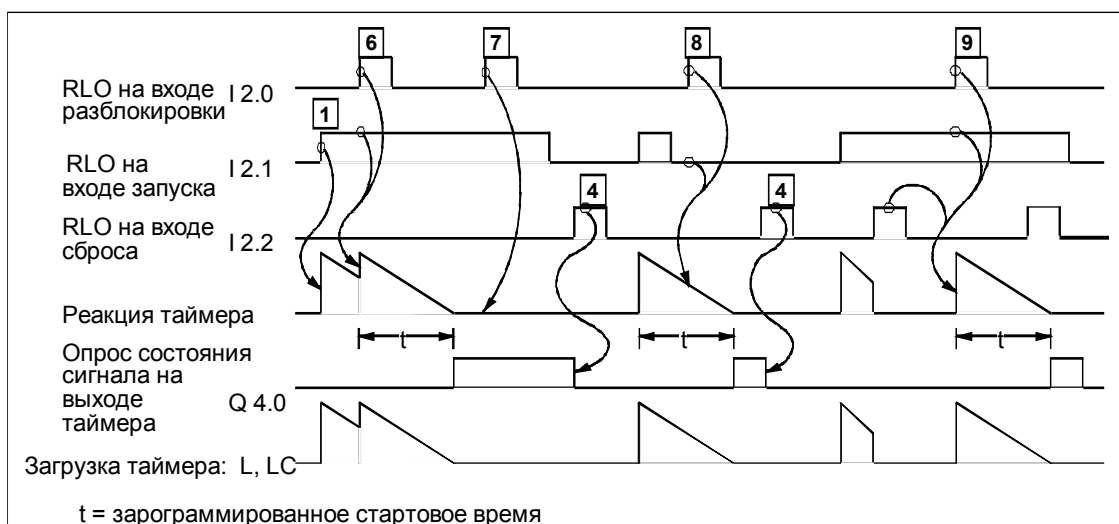 6
7
8
9
RLO на входе
разблокировки
I 2.0
1
RLO на
входе запуска
I 2.1
4
4
RLO на входе
сброса
I 2.2
Реакция таймера
t
t
t
Опрос состояния
сигнала на
выходе
таймера
Q 4.0
Загрузка таймера: L, LC
t = зарограммированное стартовое время